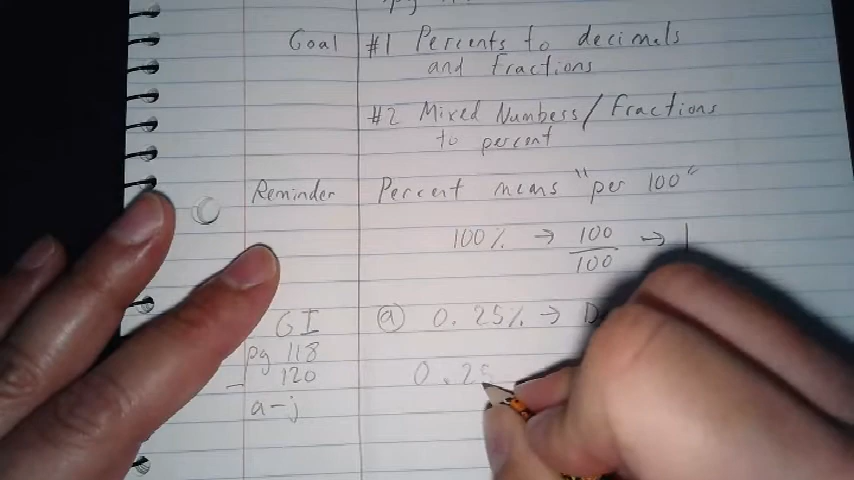 Goal #1 Percents to decimals
and fractions
#2 Mixed Numbers/Fractions
to percent
Reminder Percent means "per 100"
100% → 100/100 → 1
GI ⓐ 0.25% →
pg 118
- 120 0.25
a-j